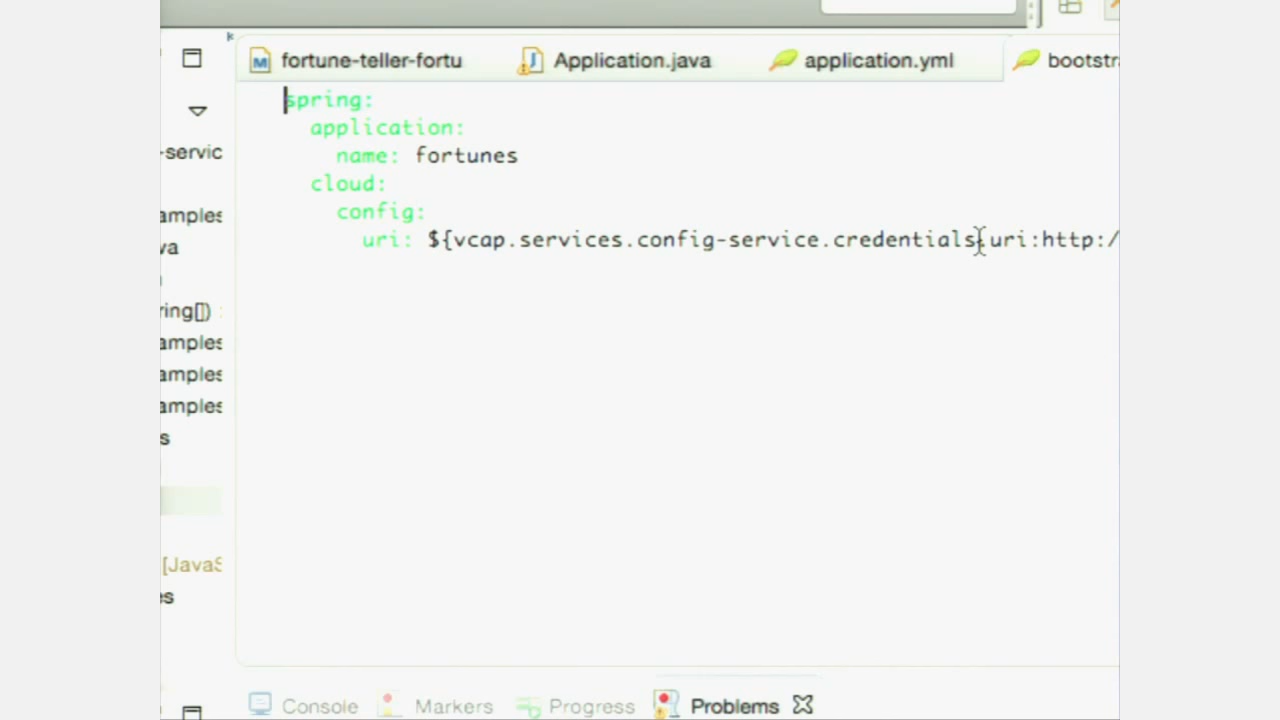 fortune-teller-fortu Application.java application.yml bootstr
spring:
application:
-servic
name: fortunes
cloud:
amples
config:
va
uri: ${vcap.services.config-service.credentials.uri:http:/
ring[])
amples
amples
amples
s
[JavaS
es
Console Markers Progress Problems